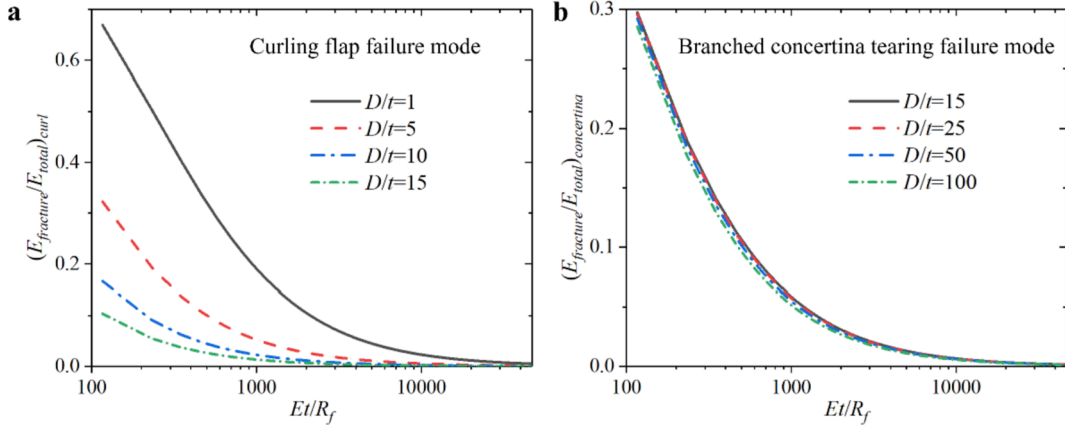 a
Curling flap failure mode
D/t=1
D/t=5
D/t=10
D/t=15
(E_fracture/E_total)_curl
0.6
0.4
0.2
0.0
100 1000 10000
Et/R_f
b
Branched concertina tearing failure mode
D/t=15
D/t=25
D/t=50
D/t=100
(E_fracture/E_total)_concertina
0.3
0.2
0.1
0.0
100 1000 10000
Et/R_f